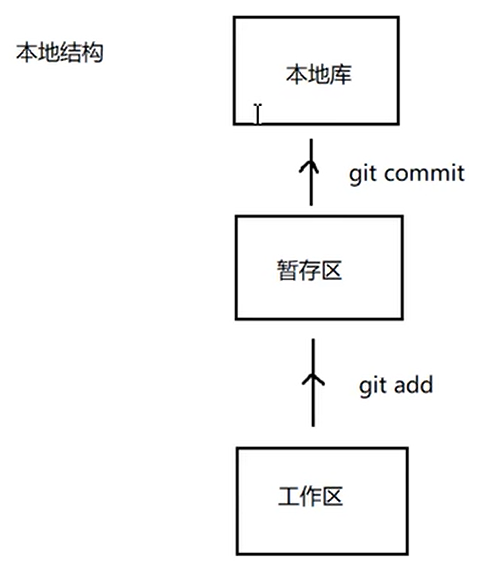 本地结构
本地库
git commit
暂存区
git add
工作区